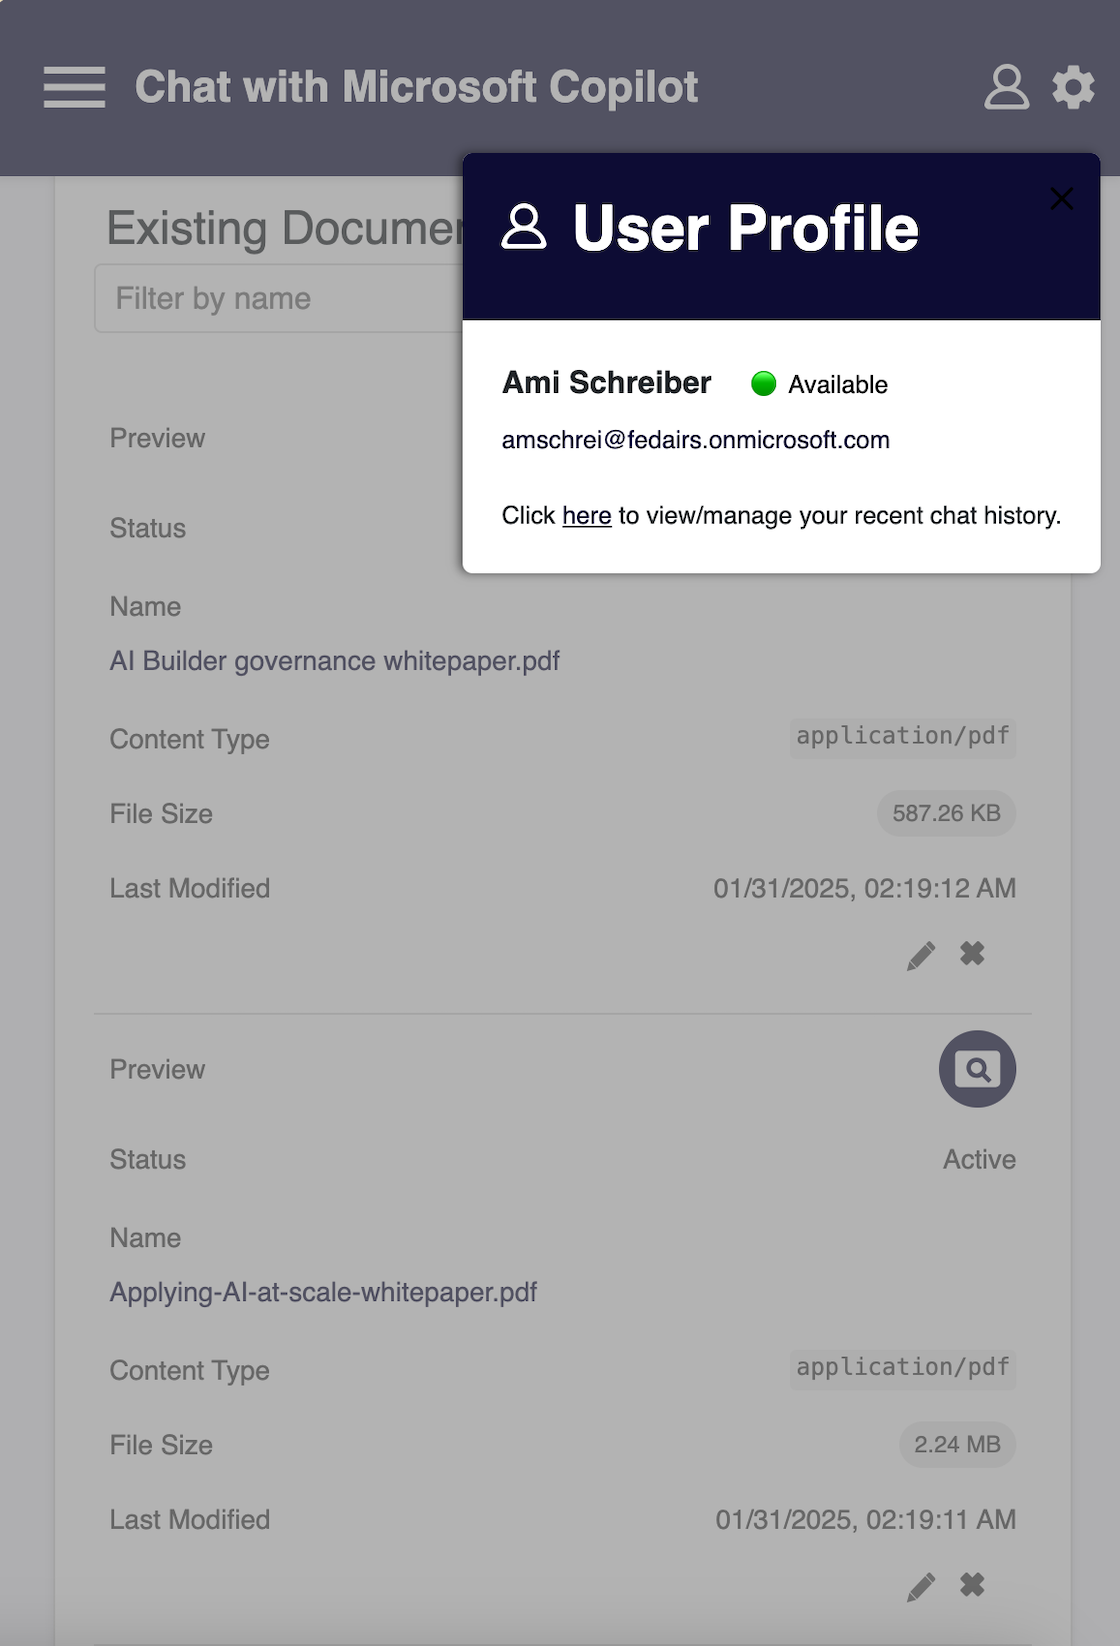 Chat with Microsoft Copilot
User Profile
Ami Schreiber Available
amschrei@fedairs.onmicrosoft.com
Click here to view/manage your recent chat history.
Existing
Filter by name
Preview
Status
Name
AI Builder governance whitepaper.pdf
Content Type application/pdf
File Size 587.26 KB
Last Modified 01/31/2025, 02:19:12 AM
Preview
Status Active
Name
Applying-AI-at-scale-whitepaper.pdf
Content Type application/pdf
File Size 2.24 MB
Last Modified 01/31/2025, 02:19:11 AM